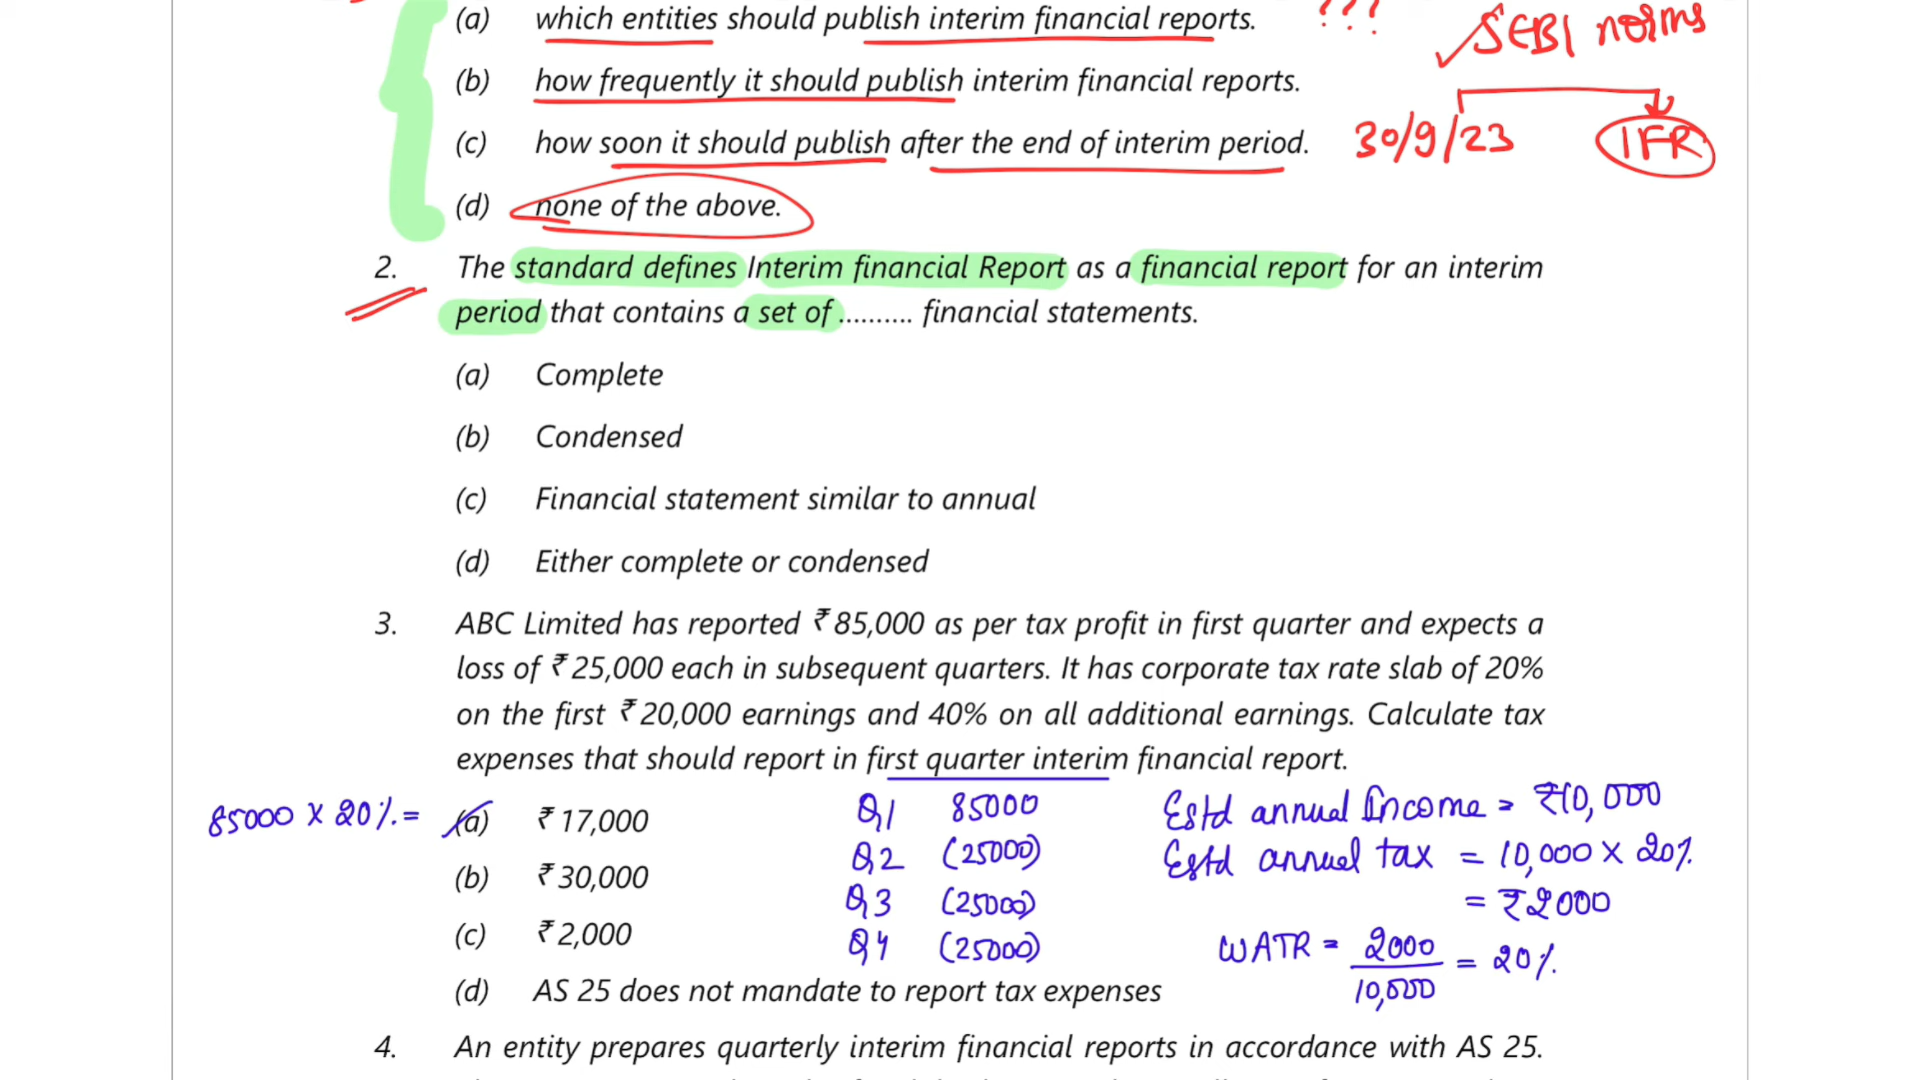 (a) which entities should publish interim financial reports. ???
✓ SEBI norms
(b) how frequently it should publish interim financial reports.
(c) how soon it should publish after the end of interim period. 30/9/23 IFR
(d) none of the above.
2. The standard defines Interim financial Report as a financial report for an interim
period that contains a set of .......... financial statements.
(a) Complete
(b) Condensed
(c) Financial statement similar to annual
(d) Either complete or condensed
3. ABC Limited has reported ₹ 85,000 as per tax profit in first quarter and expects a
loss of ₹ 25,000 each in subsequent quarters. It has corporate tax rate slab of 20%
on the first ₹ 20,000 earnings and 40% on all additional earnings. Calculate tax
expenses that should report in first quarter interim financial report.
85000 x 20% = (a) ₹ 17,000
(b) ₹ 30,000
(c) ₹ 2,000
(d) AS 25 does not mandate to report tax expenses
Q1 85000
Q2 (25000)
Q3 (25000)
Q4 (25000)
Estd annual Income = ₹10,000
Estd annual tax = 10,000 x 20%
= ₹2000
WATR = 2000 / 10,000 = 20%.
4. An entity prepares quarterly interim financial reports in accordance with AS 25.